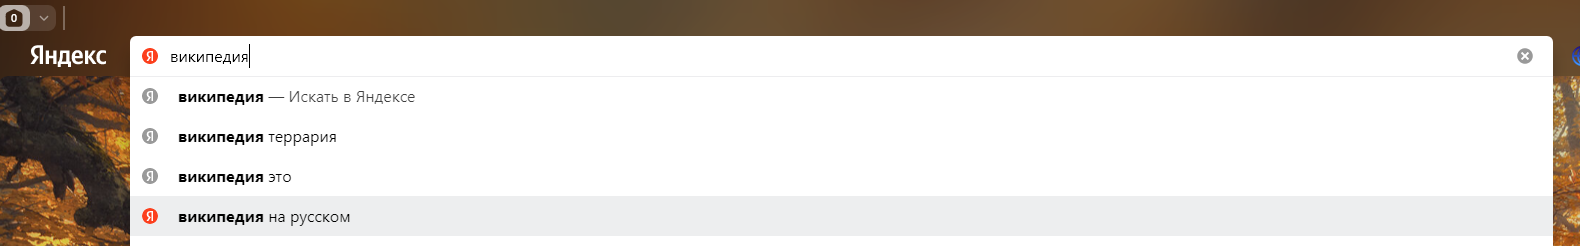 0
Яндекс
википедия
википедия — Искать в Яндексе
википедия террария
википедия это
википедия на русском